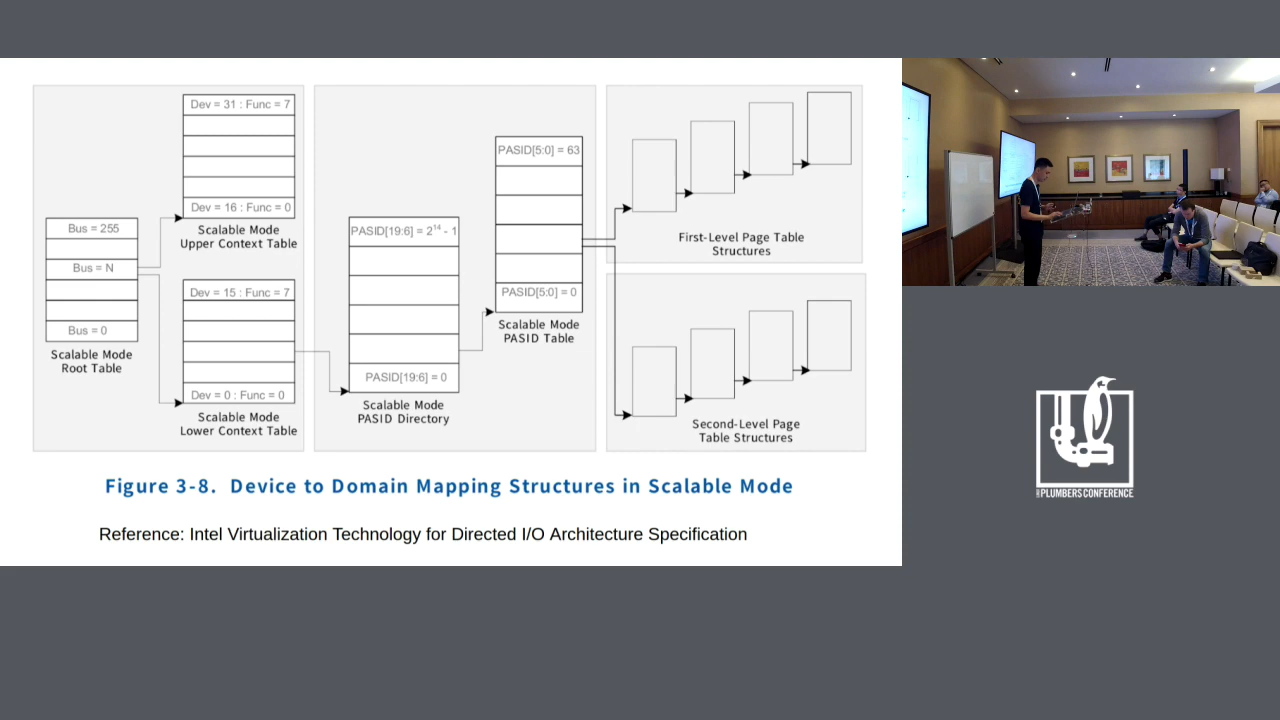 Dev = 31 : Func = 7
Dev = 16 : Func = 0
Scalable Mode
Upper Context Table
Bus = 255
Bus = N
Bus = 0
Scalable Mode
Root Table
Dev = 15 : Func = 7
Dev = 0 : Func = 0
Scalable Mode
Lower Context Table
PASID[19:6] = 2¹⁴ - 1
PASID[19:6] = 0
Scalable Mode
PASID Directory
PASID[5:0] = 63
PASID[5:0] = 0
Scalable Mode
PASID Table
First-Level Page Table
Structures
Second-Level Page
Table Structures
Figure 3-8. Device to Domain Mapping Structures in Scalable Mode
Reference: Intel Virtualization Technology for Directed I/O Architecture Specification
PLUMBERS CONFERENCE